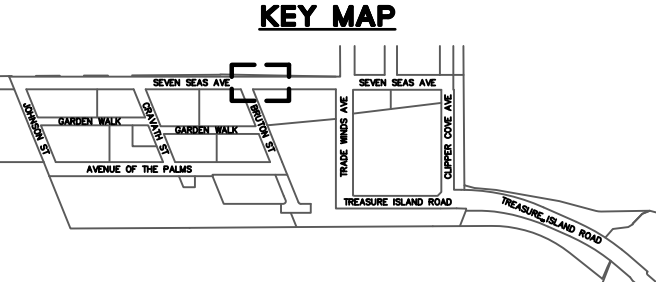 KEY MAP
SEVEN SEAS AVE
SEVEN SEAS AVE
JOHNSON ST
GARDEN WALK
CRAVATH ST
GARDEN WALK
BRUTON ST
TRADE WINDS AVE
CLIPPER COVE AVE
AVENUE OF THE PALMS
TREASURE ISLAND ROAD
TREASURE ISLAND ROAD